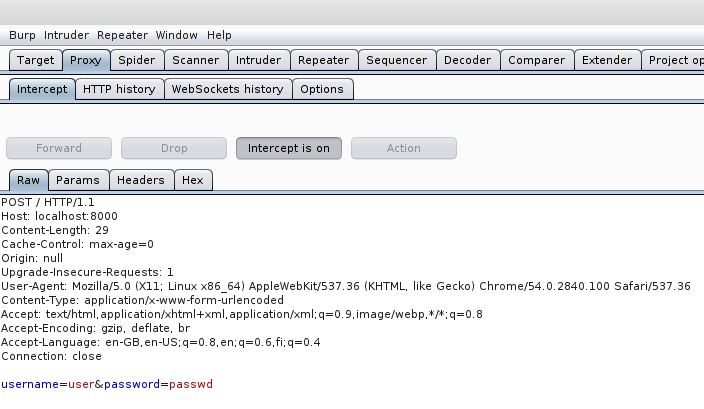 Burp Intruder Repeater Window Help
Target Proxy Spider Scanner Intruder Repeater Sequencer Decoder Comparer Extender Project op
Intercept HTTP history WebSockets history Options
Forward Drop Intercept is on Action
Raw Params Headers Hex
POST / HTTP/1.1
Host: localhost:8000
Content-Length: 29
Cache-Control: max-age=0
Origin: null
Upgrade-Insecure-Requests: 1
User-Agent: Mozilla/5.0 (X11; Linux x86_64) AppleWebKit/537.36 (KHTML, like Gecko) Chrome/54.0.2840.100 Safari/537.36
Content-Type: application/x-www-form-urlencoded
Accept: text/html,application/xhtml+xml,application/xml;q=0.9,image/webp,*/*;q=0.8
Accept-Encoding: gzip, deflate, br
Accept-Language: en-GB,en-US;q=0.8,en;q=0.6,fi;q=0.4
Connection: close
username=user&password=passwd